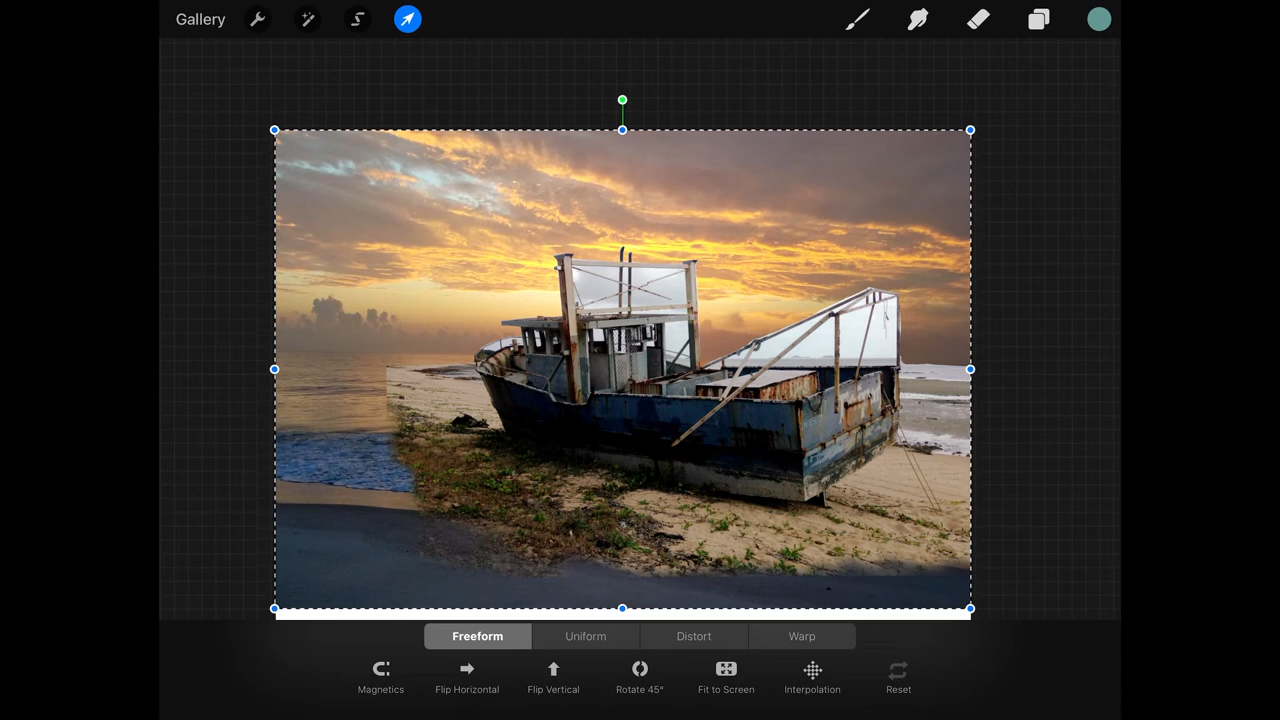 Gallery
Freeform Uniform Distort Warp
Magnetics Flip Horizontal Flip Vertical Rotate 45° Fit to Screen Interpolation Reset